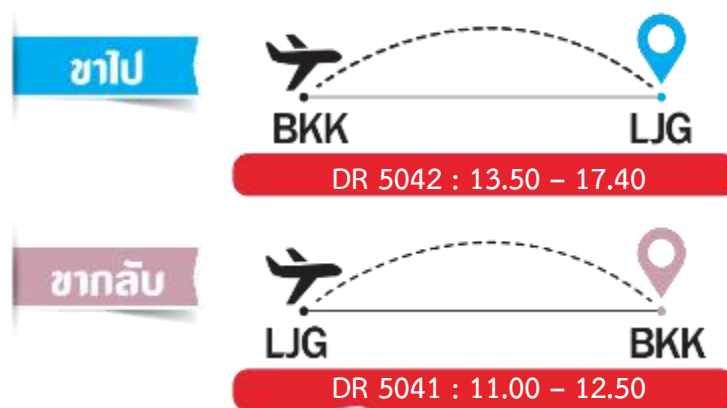 ขาไป
BKK LJG
DR 5042 : 13.50 – 17.40
ขากลับ
LJG BKK
DR 5041 : 11.00 – 12.50